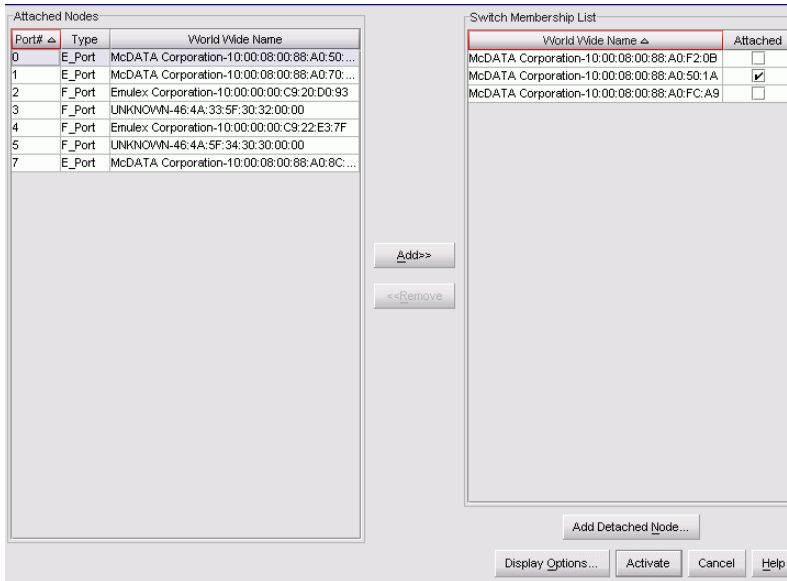 Attached Nodes
Port# Type World Wide Name
0 E_Port McDATA Corporation-10:00:08:00:88:A0:50:...
1 E_Port McDATA Corporation-10:00:08:00:88:A0:70:...
2 F_Port Emulex Corporation-10:00:00:00:C9:20:D0:93
3 F_Port UNKNOWN-46:4A:33:5F:30:32:00:00
4 F_Port Emulex Corporation-10:00:00:00:C9:22:E3:7F
5 F_Port UNKNOWN-46:4A:5F:34:30:30:00:00
7 E_Port McDATA Corporation-10:00:08:00:88:A0:8C:...
Add>>
<<Remove
Switch Membership List
World Wide Name Attached
McDATA Corporation-10:00:08:00:88:A0:F2:0B
McDATA Corporation-10:00:08:00:88:A0:50:1A
McDATA Corporation-10:00:08:00:88:A0:FC:A9
Add Detached Node...
Display Options... Activate Cancel Help